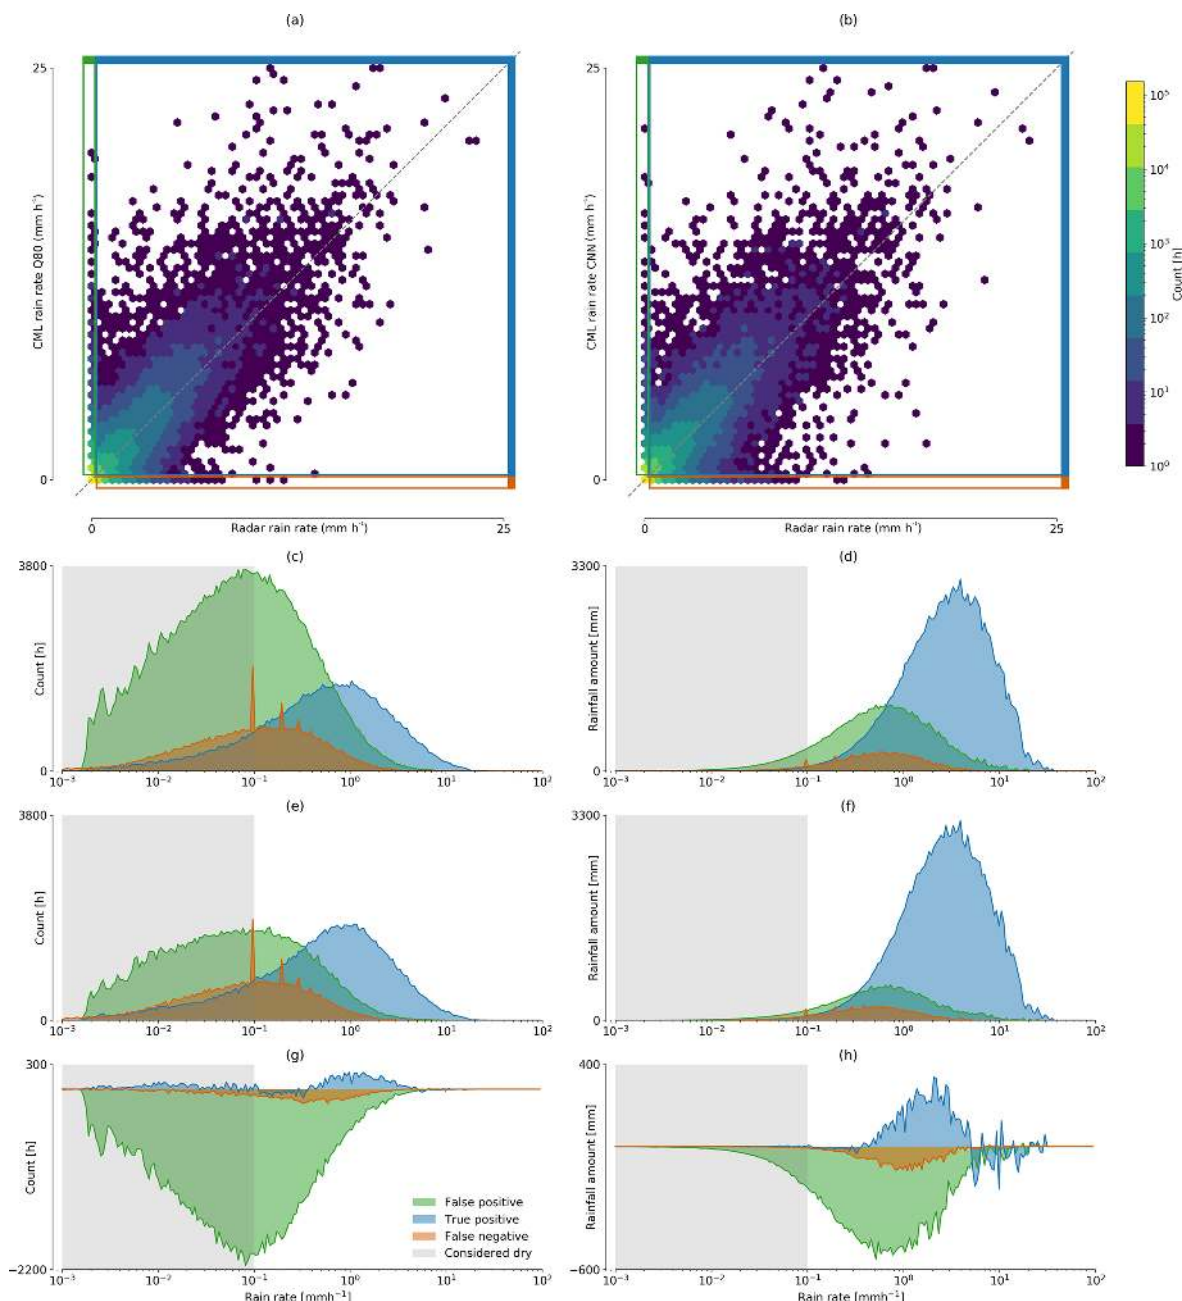 (a)
(b)
25
25
10⁵
10⁴
10³
10²
10¹
10⁰
Count [h]
CML rain rate Q80 (mm h⁻¹)
CML rain rate CNN (mm h⁻¹)
0
0
0
Radar rain rate (mm h⁻¹)
25
0
Radar rain rate (mm h⁻¹)
25
(c)
(d)
3800
3300
Count [h]
Rainfall amount [mm]
0
0
10⁻³
10⁻²
10⁻¹
10⁰
10¹
10²
10⁻³
10⁻²
10⁻¹
10⁰
10¹
10²
(e)
(f)
3800
3300
Count [h]
Rainfall amount [mm]
0
0
10⁻³
10⁻²
10⁻¹
10⁰
10¹
10²
10⁻³
10⁻²
10⁻¹
10⁰
10¹
10²
(g)
(h)
300
400
Count [h]
Rainfall amount [mm]
False positive
True positive
False negative
Considered dry
−2200
−600
10⁻³
10⁻²
10⁻¹
10⁰
10¹
10²
10⁻³
10⁻²
10⁻¹
10⁰
10¹
10²
Rain rate [mmh⁻¹]
Rain rate [mmh⁻¹]